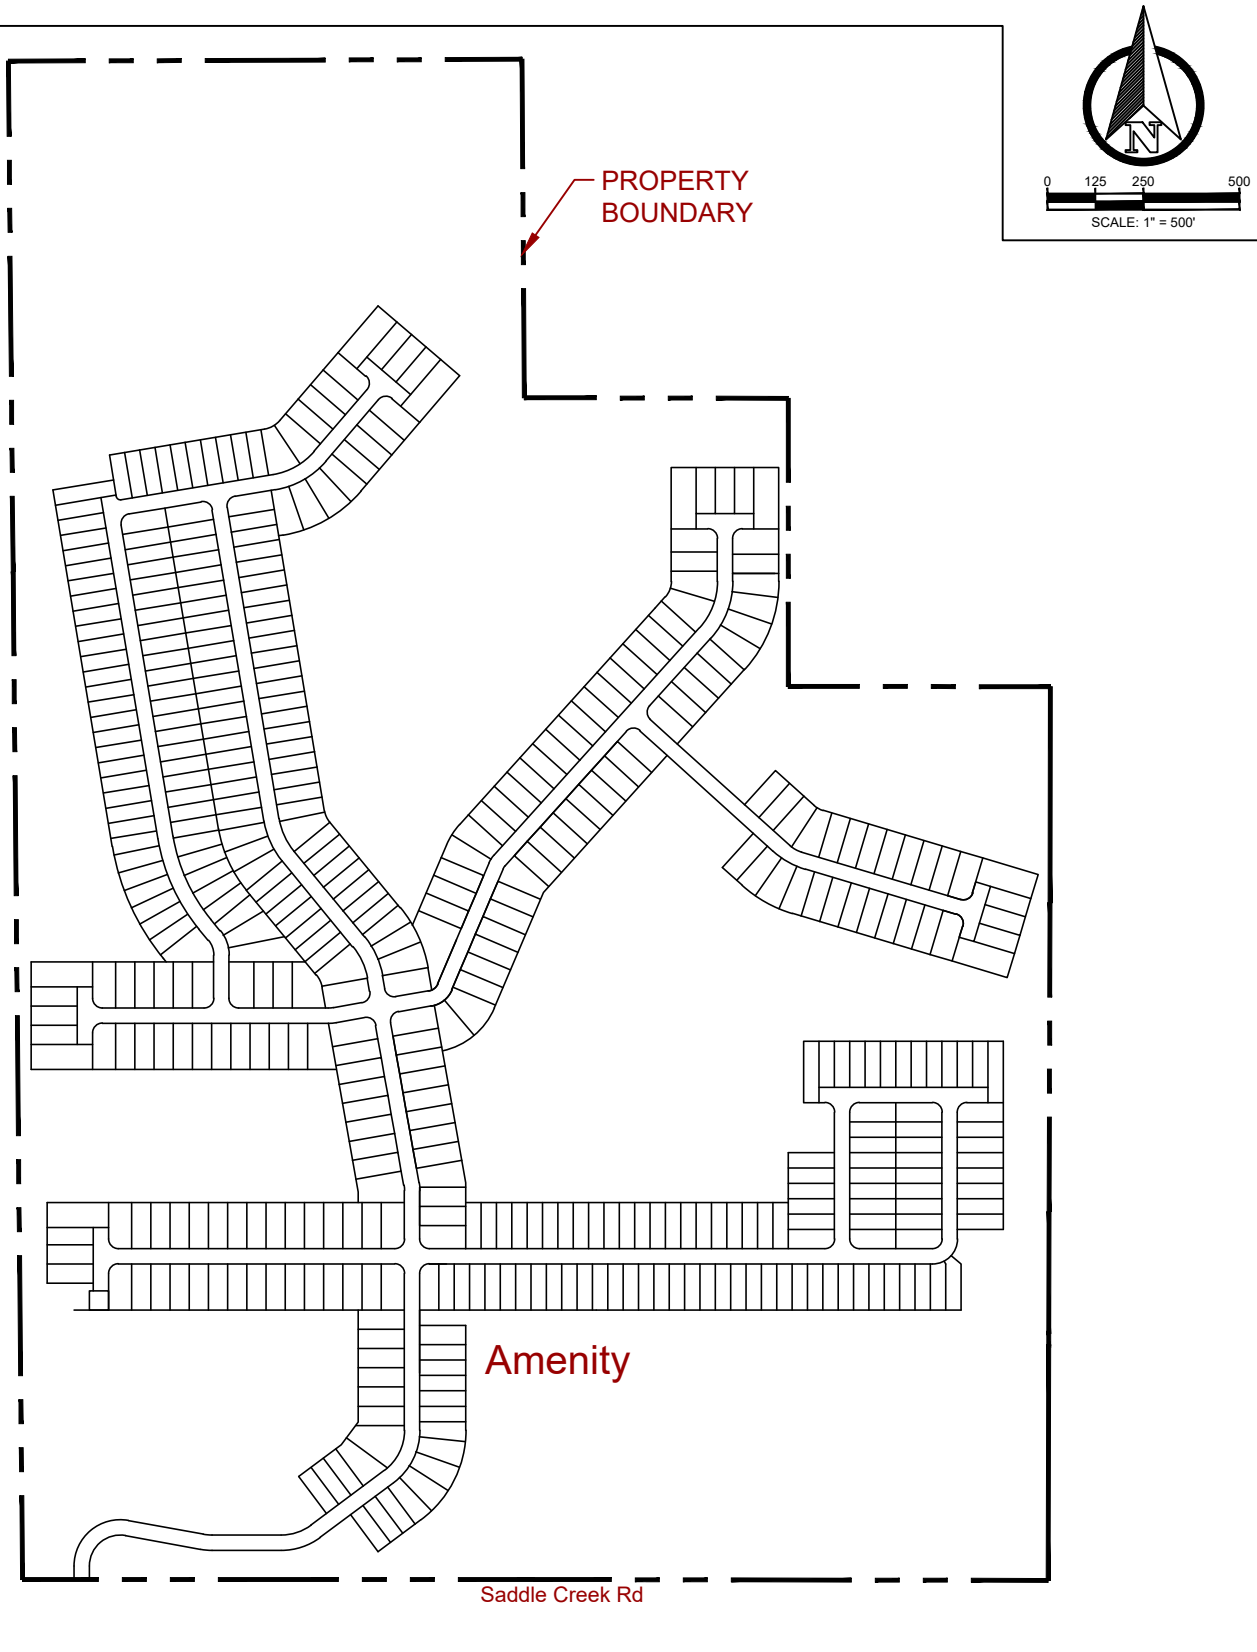 N
0 125 250 500
SCALE: 1" = 500'
PROPERTY
BOUNDARY
Amenity
Saddle Creek Rd